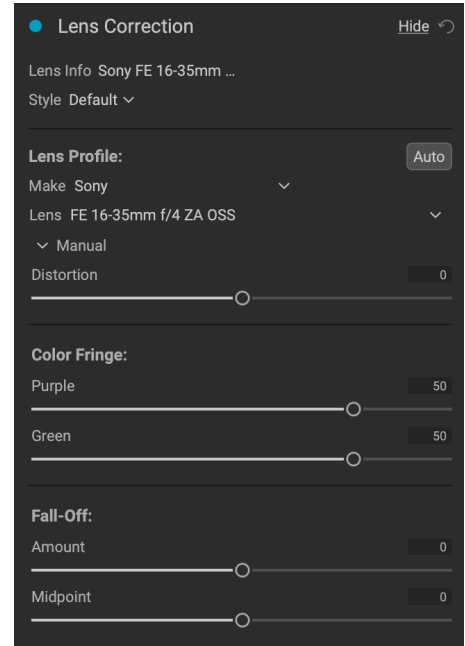 Lens Correction Hide
Lens Info Sony FE 16-35mm ...
Style Default
Lens Profile: Auto
Make Sony
Lens FE 16-35mm f/4 ZA OSS
Manual
Distortion 0
Color Fringe:
Purple 50
Green 50
Fall-Off:
Amount 0
Midpoint 0